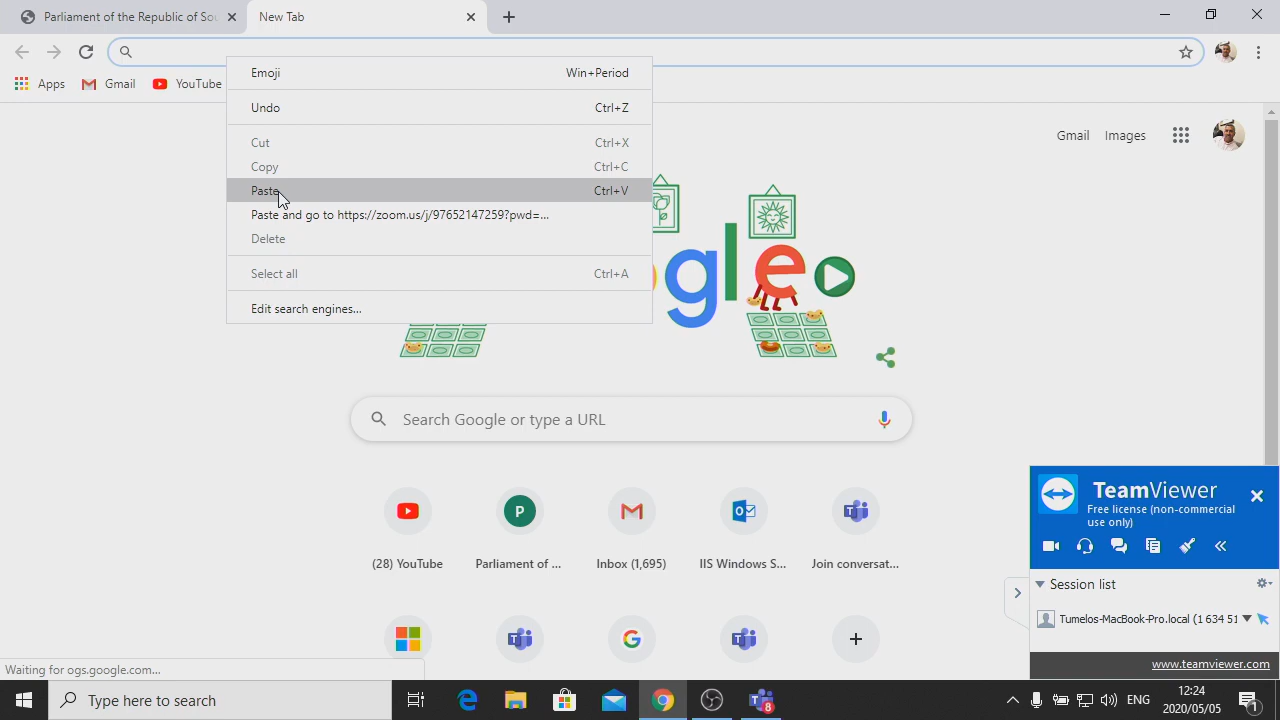 Parliament of the Republic of Sou
New Tab
Apps
Gmail
YouTube
Emoji Win+Period
Undo Ctrl+Z
Cut Ctrl+X
Copy Ctrl+C
Paste Ctrl+V
Paste and go to https://zoom.us/j/97652147259?pwd=...
Delete
Select all Ctrl+A
Edit search engines...
Gmail Images
ogle
Search Google or type a URL
(28) YouTube
Parliament of ...
Inbox (1,695)
IIS Windows S...
Join conversat...
P
TeamViewer
Free license (non-commercial
use only)
Session list
Tumelos-MacBook-Pro.local (1 634 51
www.teamviewer.com
Waiting for ogs.google.com...
Type here to search
8
ENG
12:24
2020/05/05
1